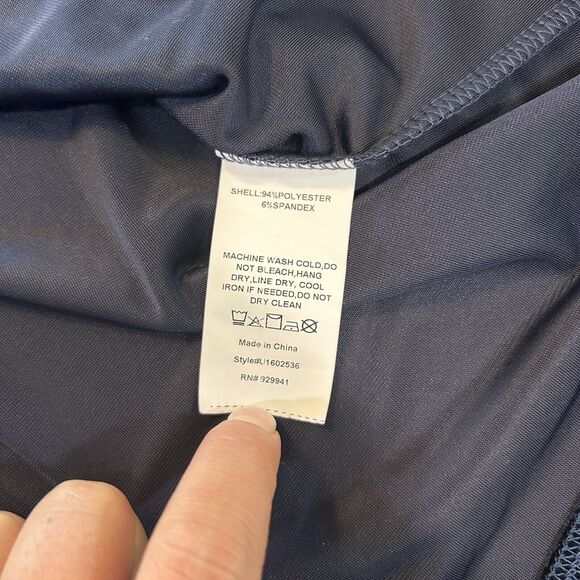 SHELL:94%POLYESTER
6%SPANDEX
MACHINE WASH COLD,DO
NOT BLEACH,HANG
DRY,LINE DRY, COOL
IRON IF NEEDED,DO NOT
DRY CLEAN
Made in China
Style#LI1602536
RN# 929941